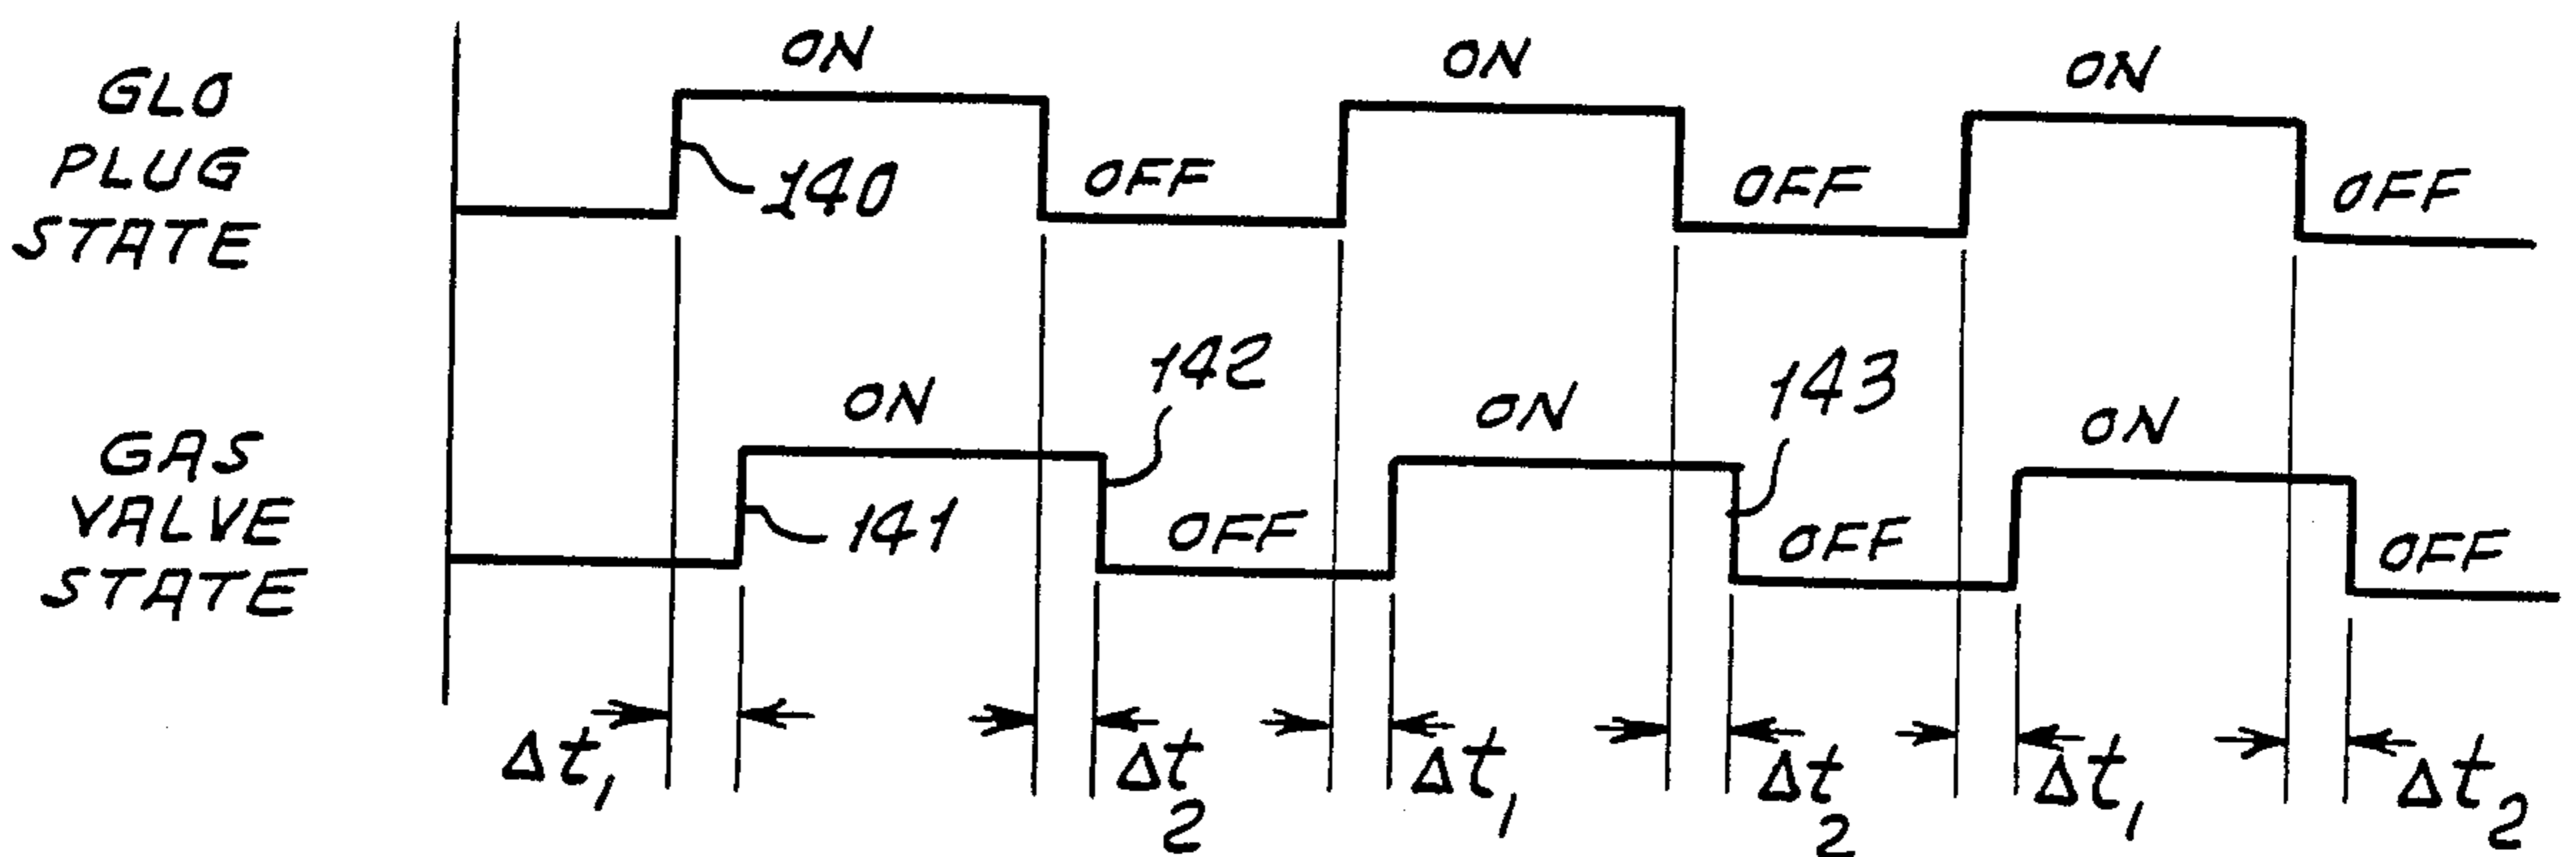 GLO
PLUG
STATE
ON
ON
ON
140
OFF
OFF
OFF
GAS
VALVE
STATE
ON
142
ON
143
ON
141
OFF
OFF
OFF
Δt₁
Δt₂
Δt₁
Δt₂
Δt₁
Δt₂